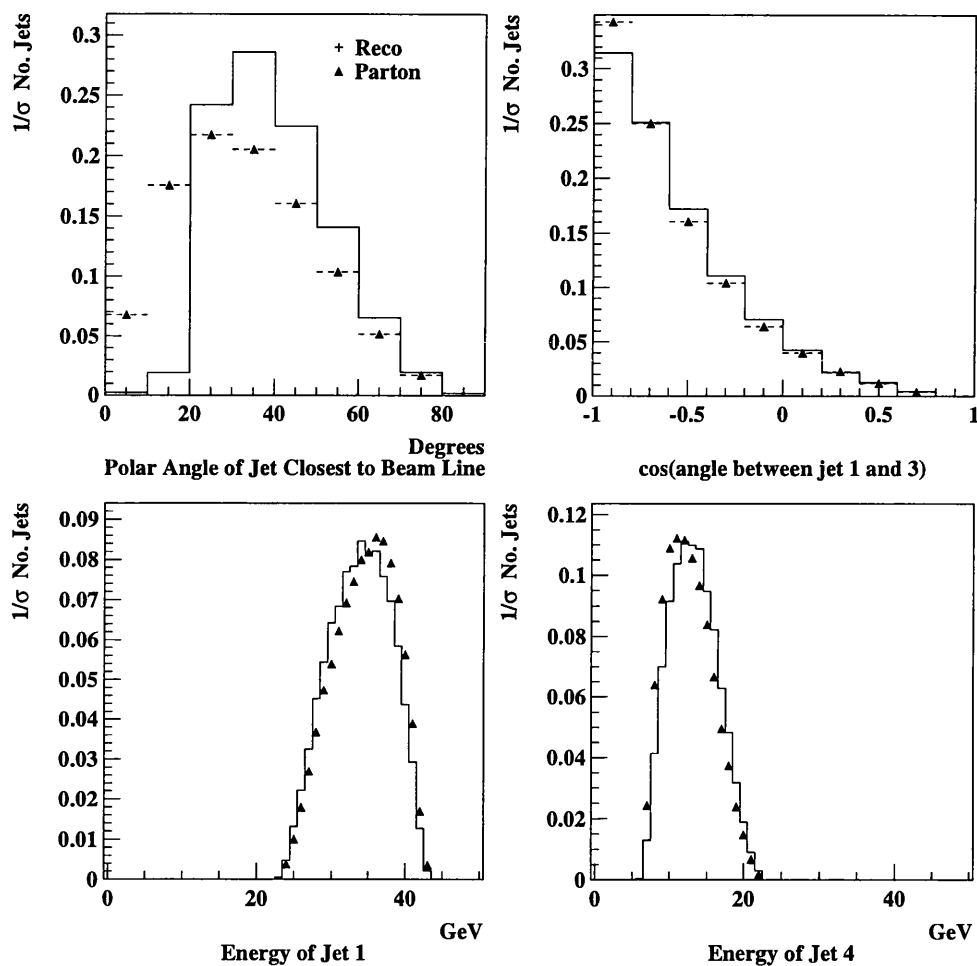 1/σ No. Jets
0.3
0.25
0.2
0.15
0.1
0.05
0
+ Reco
▲ Parton
0 20 40 60 80
Degrees
Polar Angle of Jet Closest to Beam Line
1/σ No. Jets
0.3
0.25
0.2
0.15
0.1
0.05
0
-1 -0.5 0 0.5 1
cos(angle between jet 1 and 3)
1/σ No. Jets
0.09
0.08
0.07
0.06
0.05
0.04
0.03
0.02
0.01
0
0 20 40
GeV
Energy of Jet 1
1/σ No. Jets
0.12
0.1
0.08
0.06
0.04
0.02
0
0 20 40
GeV
Energy of Jet 4